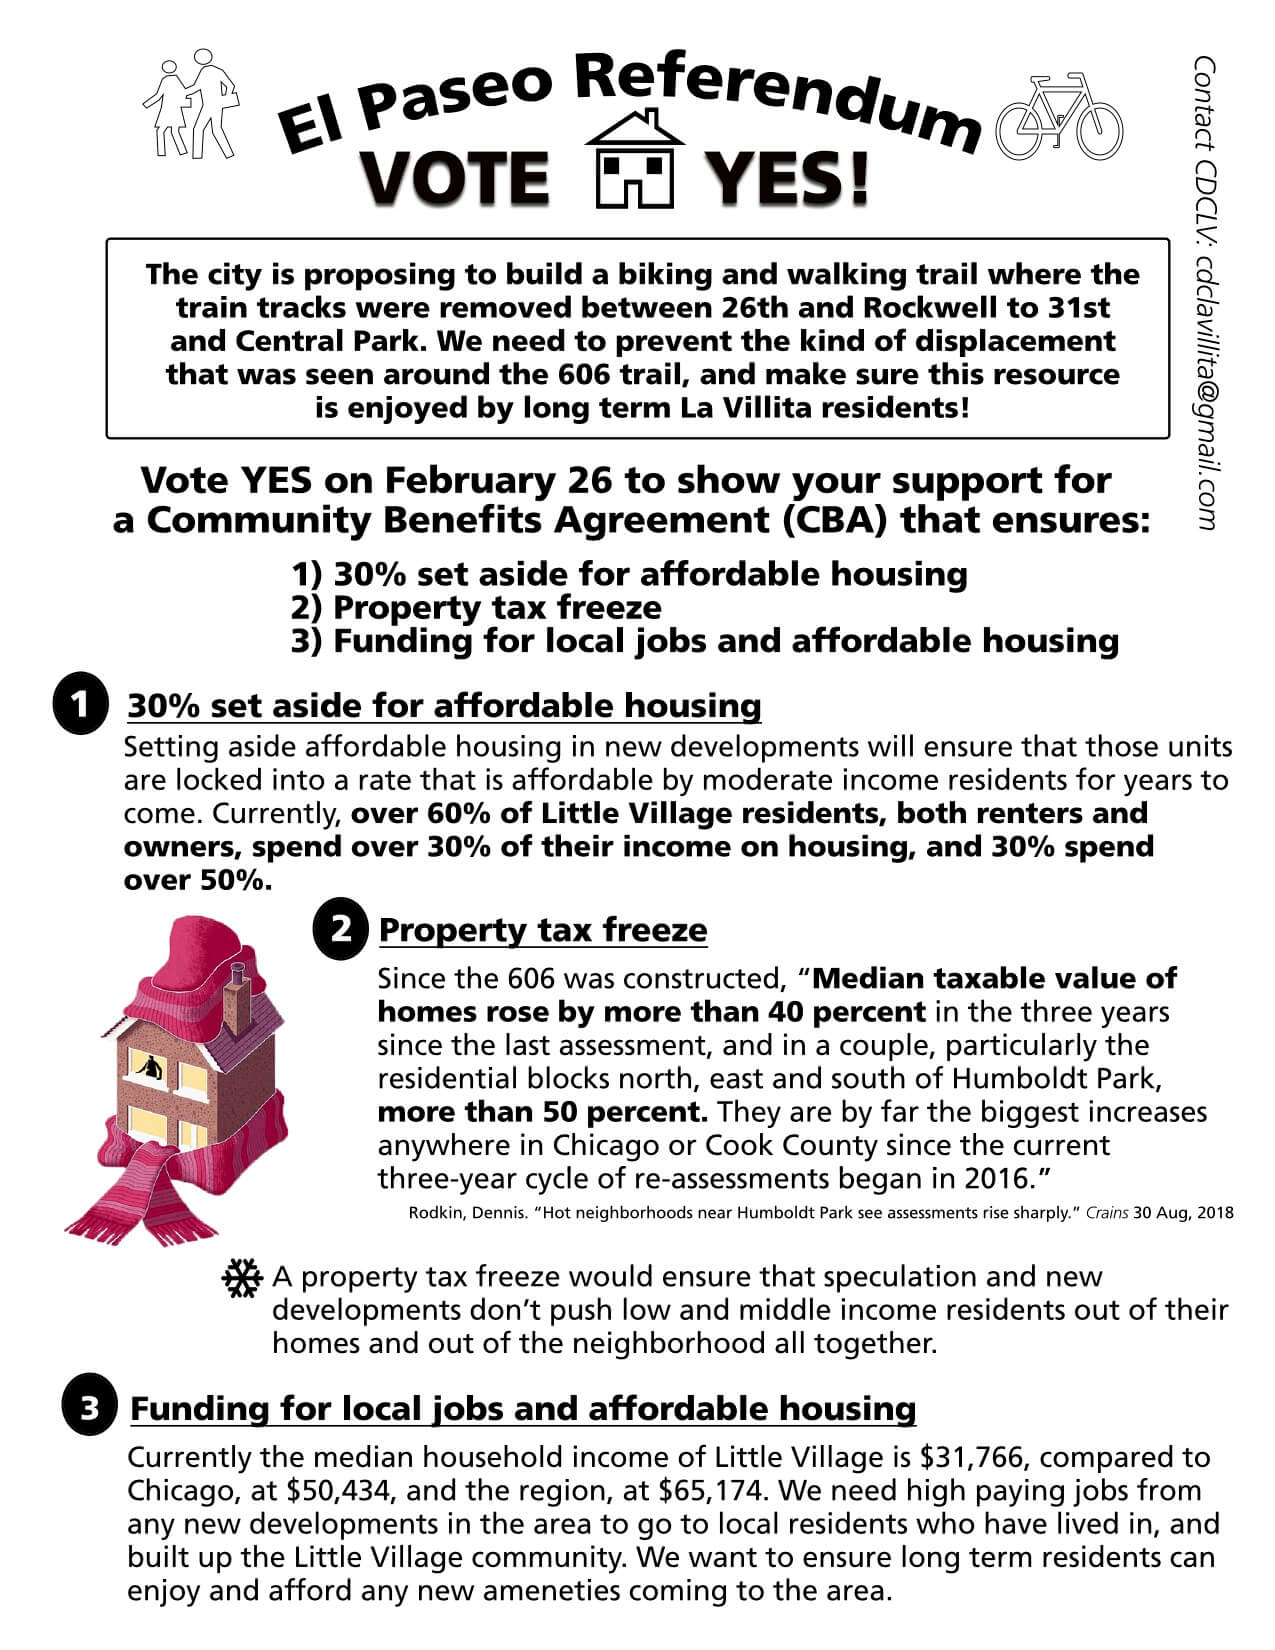 El Paseo Referendum
VOTE YES!
Contact CDCLV: cdclavillita@gmail.com
The city is proposing to build a biking and walking trail where the
train tracks were removed between 26th and Rockwell to 31st
and Central Park. We need to prevent the kind of displacement
that was seen around the 606 trail, and make sure this resource
is enjoyed by long term La Villita residents!
Vote YES on February 26 to show your support for
a Community Benefits Agreement (CBA) that ensures:
1) 30% set aside for affordable housing
2) Property tax freeze
3) Funding for local jobs and affordable housing
1 30% set aside for affordable housing
Setting aside affordable housing in new developments will ensure that those units
are locked into a rate that is affordable by moderate income residents for years to
come. Currently, over 60% of Little Village residents, both renters and
owners, spend over 30% of their income on housing, and 30% spend
over 50%.
2 Property tax freeze
Since the 606 was constructed, “Median taxable value of
homes rose by more than 40 percent in the three years
since the last assessment, and in a couple, particularly the
residential blocks north, east and south of Humboldt Park,
more than 50 percent. They are by far the biggest increases
anywhere in Chicago or Cook County since the current
three-year cycle of re-assessments began in 2016.”
Rodkin, Dennis. “Hot neighborhoods near Humboldt Park see assessments rise sharply.” Crains 30 Aug, 2018
A property tax freeze would ensure that speculation and new
developments don’t push low and middle income residents out of their
homes and out of the neighborhood all together.
3 Funding for local jobs and affordable housing
Currently the median household income of Little Village is $31,766, compared to
Chicago, at $50,434, and the region, at $65,174. We need high paying jobs from
any new developments in the area to go to local residents who have lived in, and
built up the Little Village community. We want to ensure long term residents can
enjoy and afford any new ameneties coming to the area.